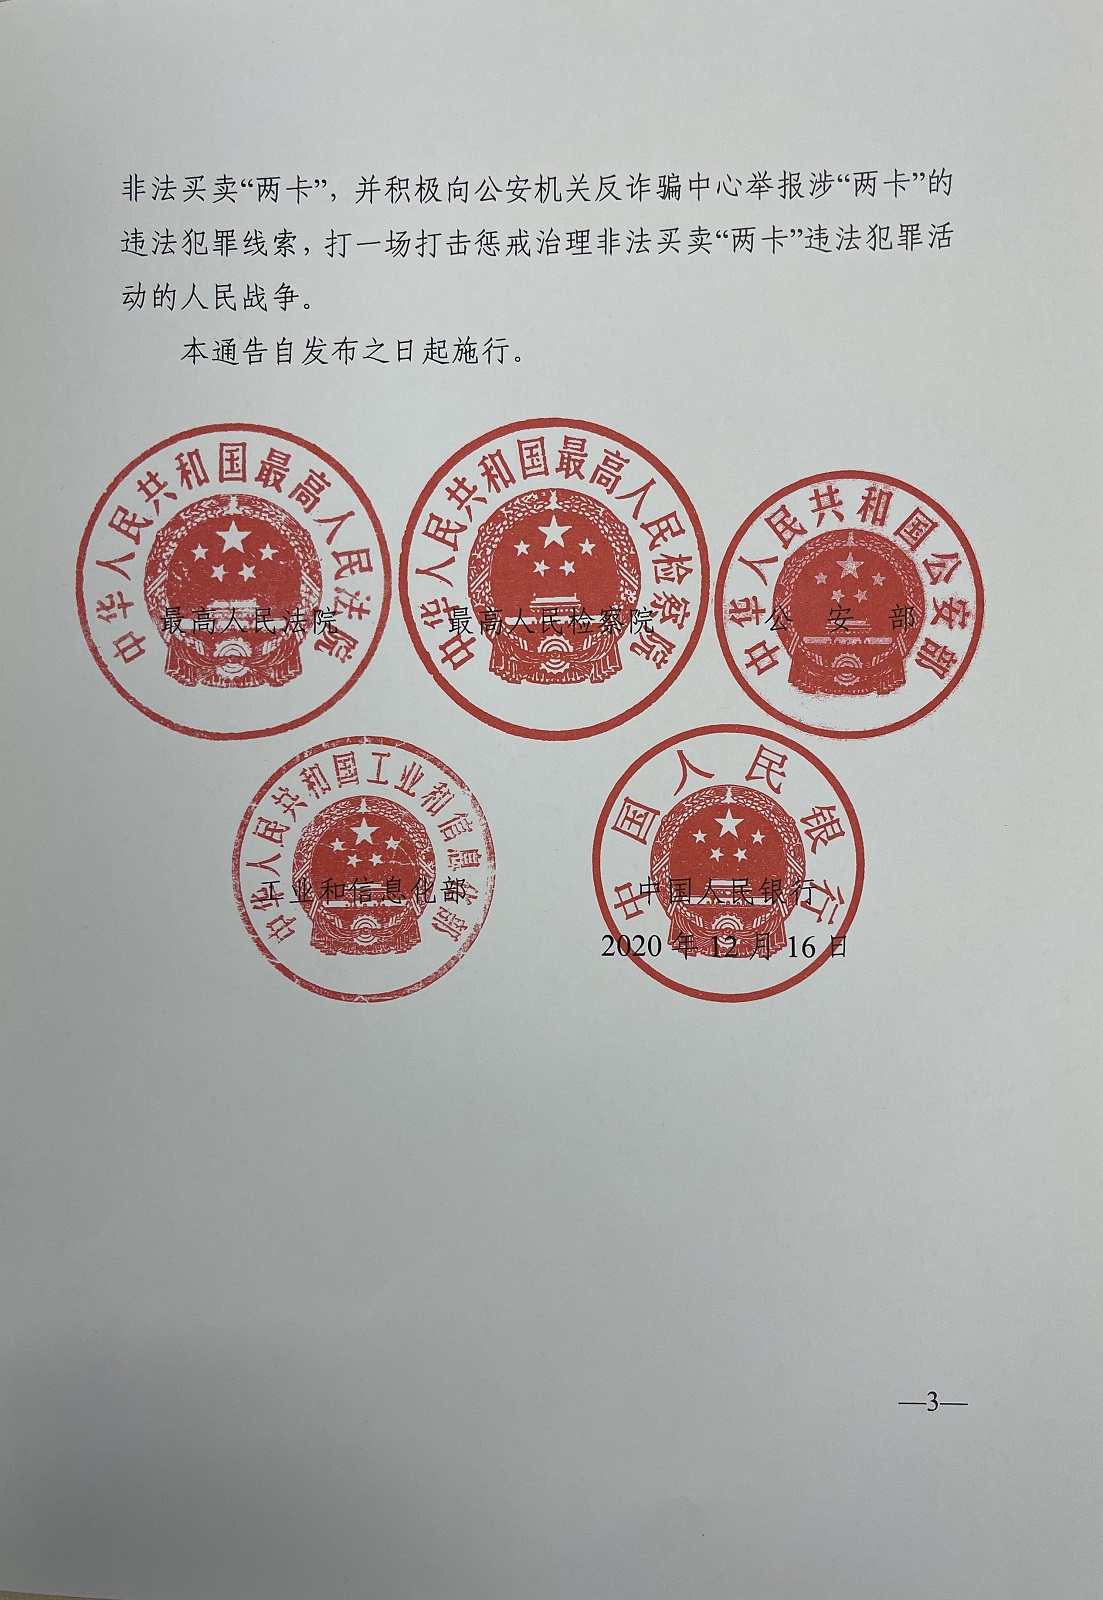 非法买卖“两卡”，并积极向公安机关反诈骗中心举报涉“两卡”的
违法犯罪线索，打一场打击惩戒治理非法买卖“两卡”违法犯罪活
动的人民战争。
本通告自发布之日起施行。
中华人民共和国最高人民法院
最高人民法院
中华人民共和国最高人民检察院
最高人民检察院
中华人民共和国公安部
公安部
中华人民共和国工业和信息化部
工业和信息化部
中国人民银行
中国人民银行
2020 年 12 月 16 日
—3—